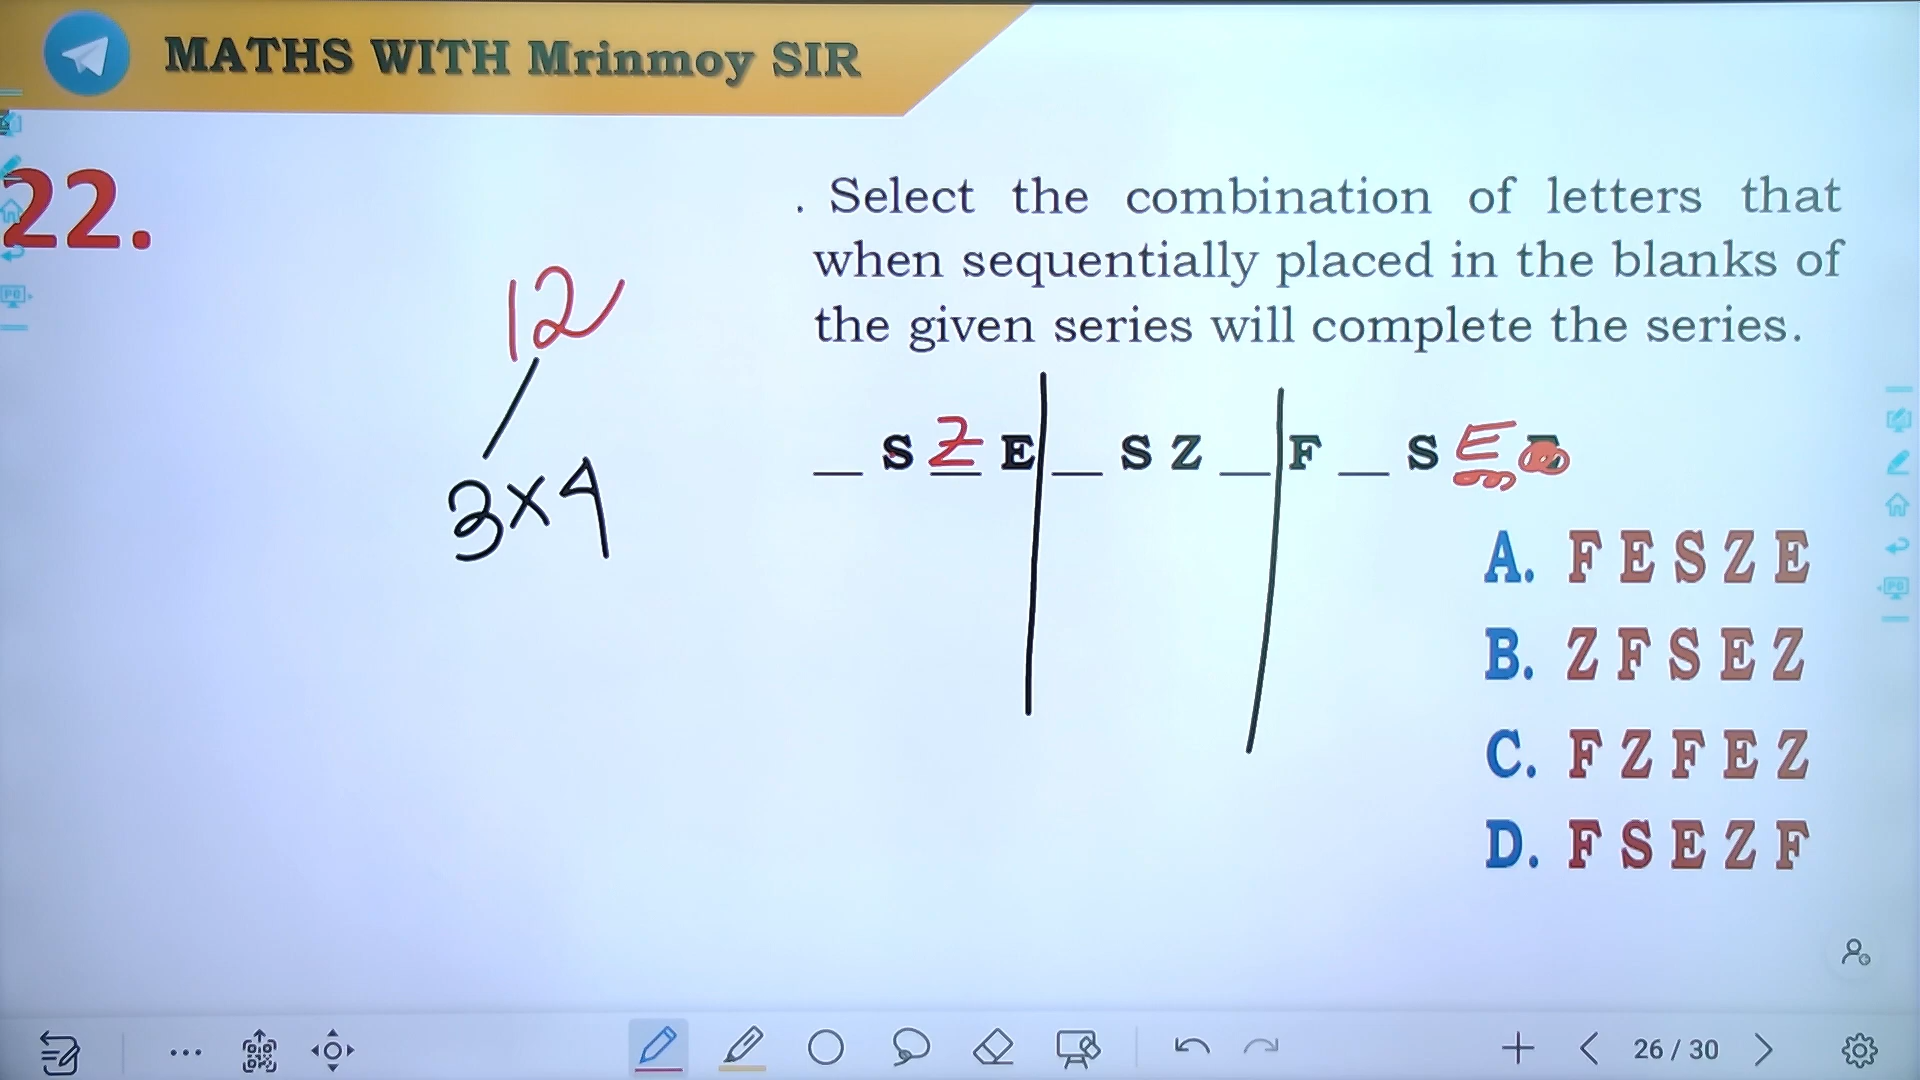 MATHS WITH Mrinmoy SIR
22.
. Select the combination of letters that
when sequentially placed in the blanks of
the given series will complete the series.
12
3×4
_ S Z E _ S Z _ F _ S E
A. F E S Z E
B. Z F S E Z
C. F Z F E Z
D. F S E Z F
26 / 30